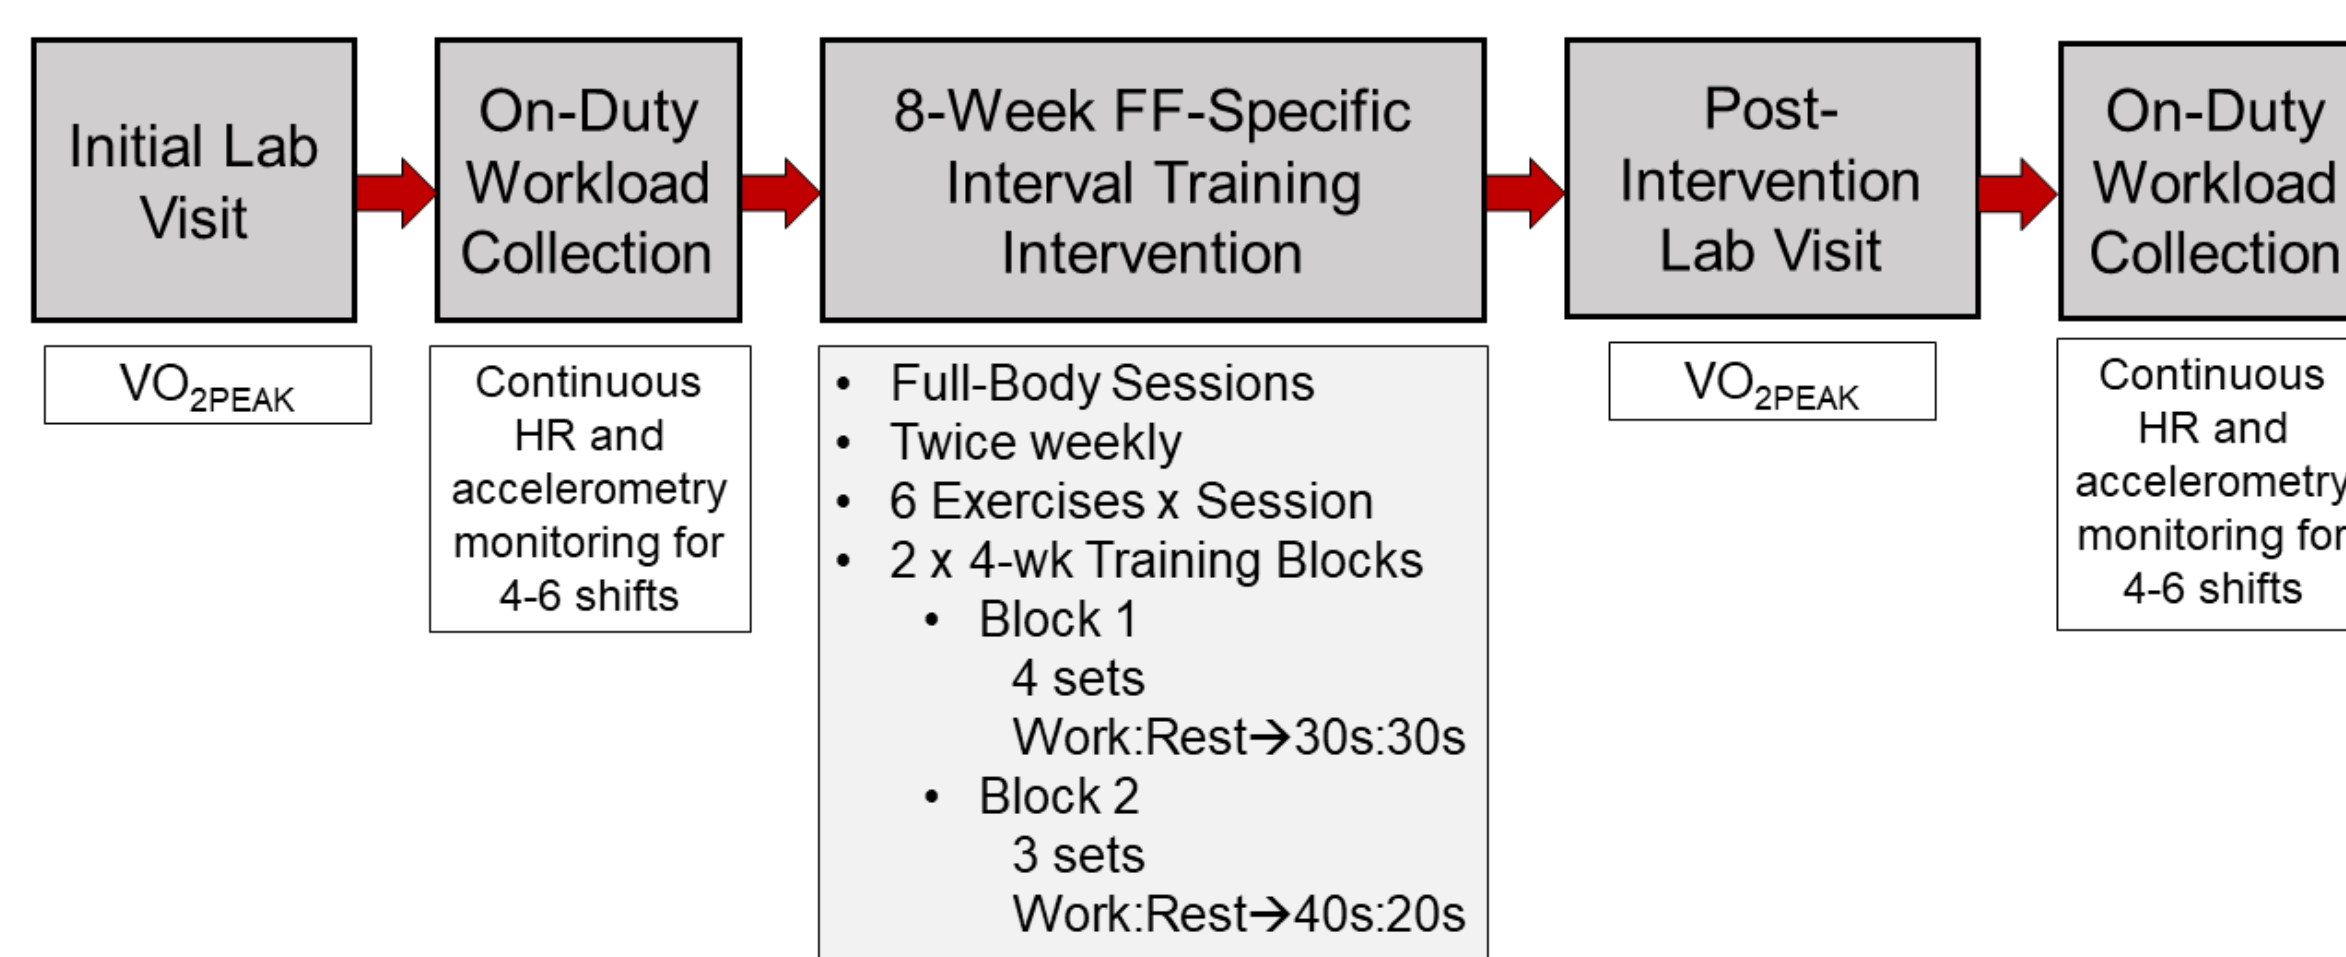 Initial Lab
Visit
On-Duty
Workload
Collection
8-Week FF-Specific
Interval Training
Intervention
Post-
Intervention
Lab Visit
On-Duty
Workload
Collection
VO2PEAK
Continuous
HR and
accelerometry
monitoring for
4-6 shifts
• Full-Body Sessions
• Twice weekly
• 6 Exercises x Session
• 2 x 4-wk Training Blocks
• Block 1
4 sets
Work:Rest→30s:30s
• Block 2
3 sets
Work:Rest→40s:20s
VO2PEAK
Continuous
HR and
accelerometry
monitoring for
4-6 shifts